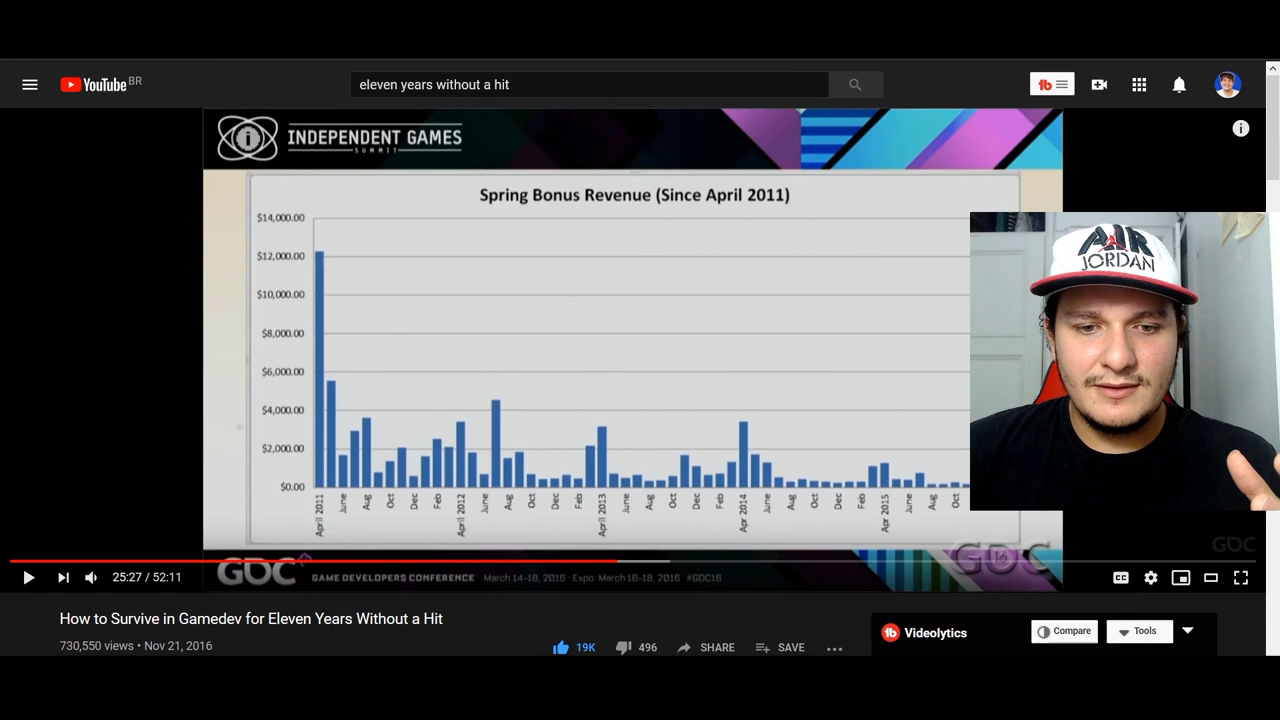 YouTube BR
eleven years without a hit
INDEPENDENT GAMES
SUMMIT
Spring Bonus Revenue (Since April 2011)
$14,000.00
$12,000.00
$10,000.00
$8,000.00
$6,000.00
$4,000.00
$2,000.00
$0.00
April 2011
June
Aug
Oct
Dec
Feb
April 2012
June
Aug
Oct
Dec
Feb
April 2013
June
Aug
Oct
Dec
Feb
Apr 2014
June
Aug
Oct
Dec
Feb
Apr 2015
June
Aug
Oct
AIR
JORDAN
GDC
GAME DEVELOPERS CONFERENCE March 14-18, 2016 · Expo: March 16-18, 2016 #GDC16
GDC 16
GDC
25:27 / 52:11
CC
How to Survive in Gamedev for Eleven Years Without a Hit
730,550 views • Nov 21, 2016
19K
496
SHARE
SAVE
Videolytics
Compare
Tools